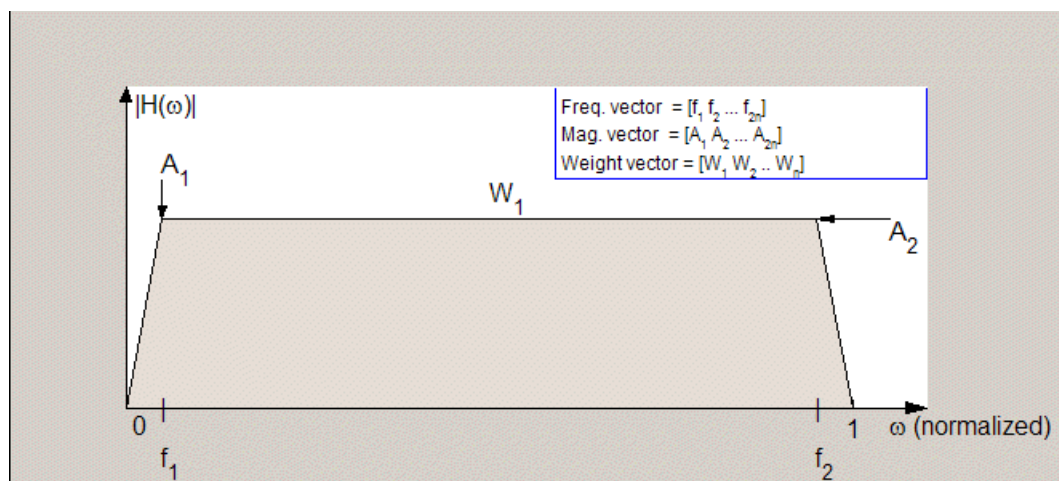 |H(ω)|
Freq. vector = [f1 f2 ... f2n]
Mag. vector = [A1 A2 ... A2n]
Weight vector = [W1 W2 .. Wn]
A1
W1
A2
0
1
ω (normalized)
f1
f2